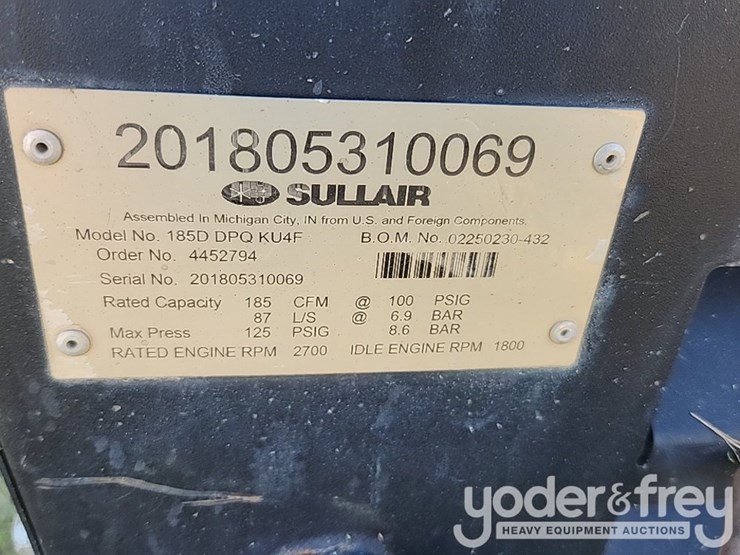 201805310069
SULLAIR
Assembled In Michigan City, IN from U.S. and Foreign Components.
Model No. 185D DPQ KU4F B.O.M. No. 02250230-432
Order No. 4452794
Serial No. 201805310069
Rated Capacity 185 CFM @ 100 PSIG
87 L/S @ 6.9 BAR
Max Press 125 PSIG 8.6 BAR
RATED ENGINE RPM 2700 IDLE ENGINE RPM 1800
yoder&frey
HEAVY EQUIPMENT AUCTIONS